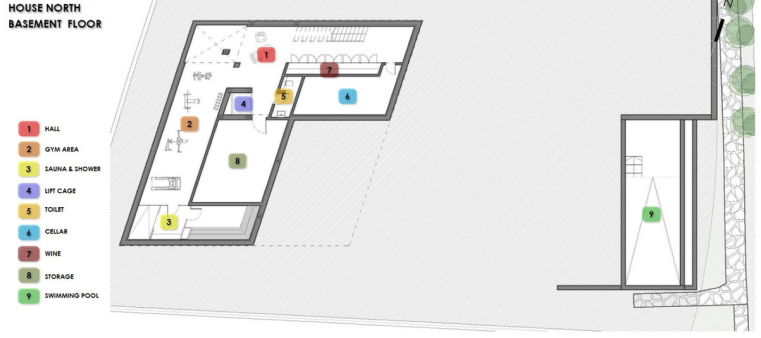 HOUSE NORTH
BASEMENT FLOOR
N
1 HALL
2 GYM AREA
3 SAUNA & SHOWER
4 LIFT CAGE
5 TOILET
6 CELLAR
7 WINE
8 STORAGE
9 SWIMMING POOL
1
7
6
5
4
2
8
3
9